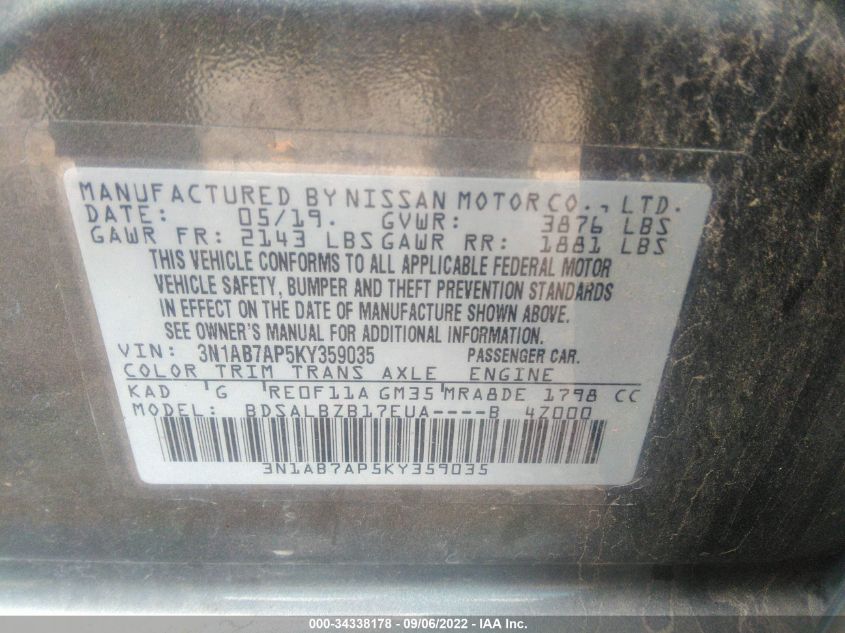 MANUFACTURED BY NISSAN MOTOR CO., LTD.
DATE: 05/19. GVWR: 3876 LBS
GAWR FR: 2143 LBS GAWR RR: 1881 LBS
THIS VEHICLE CONFORMS TO ALL APPLICABLE FEDERAL MOTOR
VEHICLE SAFETY, BUMPER AND THEFT PREVENTION STANDARDS
IN EFFECT ON THE DATE OF MANUFACTURE SHOWN ABOVE.
SEE OWNER'S MANUAL FOR ADDITIONAL INFORMATION.
VIN: 3N1AB7AP5KY359035 PASSENGER CAR.
COLOR TRIM TRANS AXLE ENGINE
KAD G RE0F11A GM35 MRA8DE 1798 CC
MODEL: BDSALBZB17EUA----B 47000
3N1AB7AP5KY359035
000-34338178 - 09/06/2022 - IAA Inc.